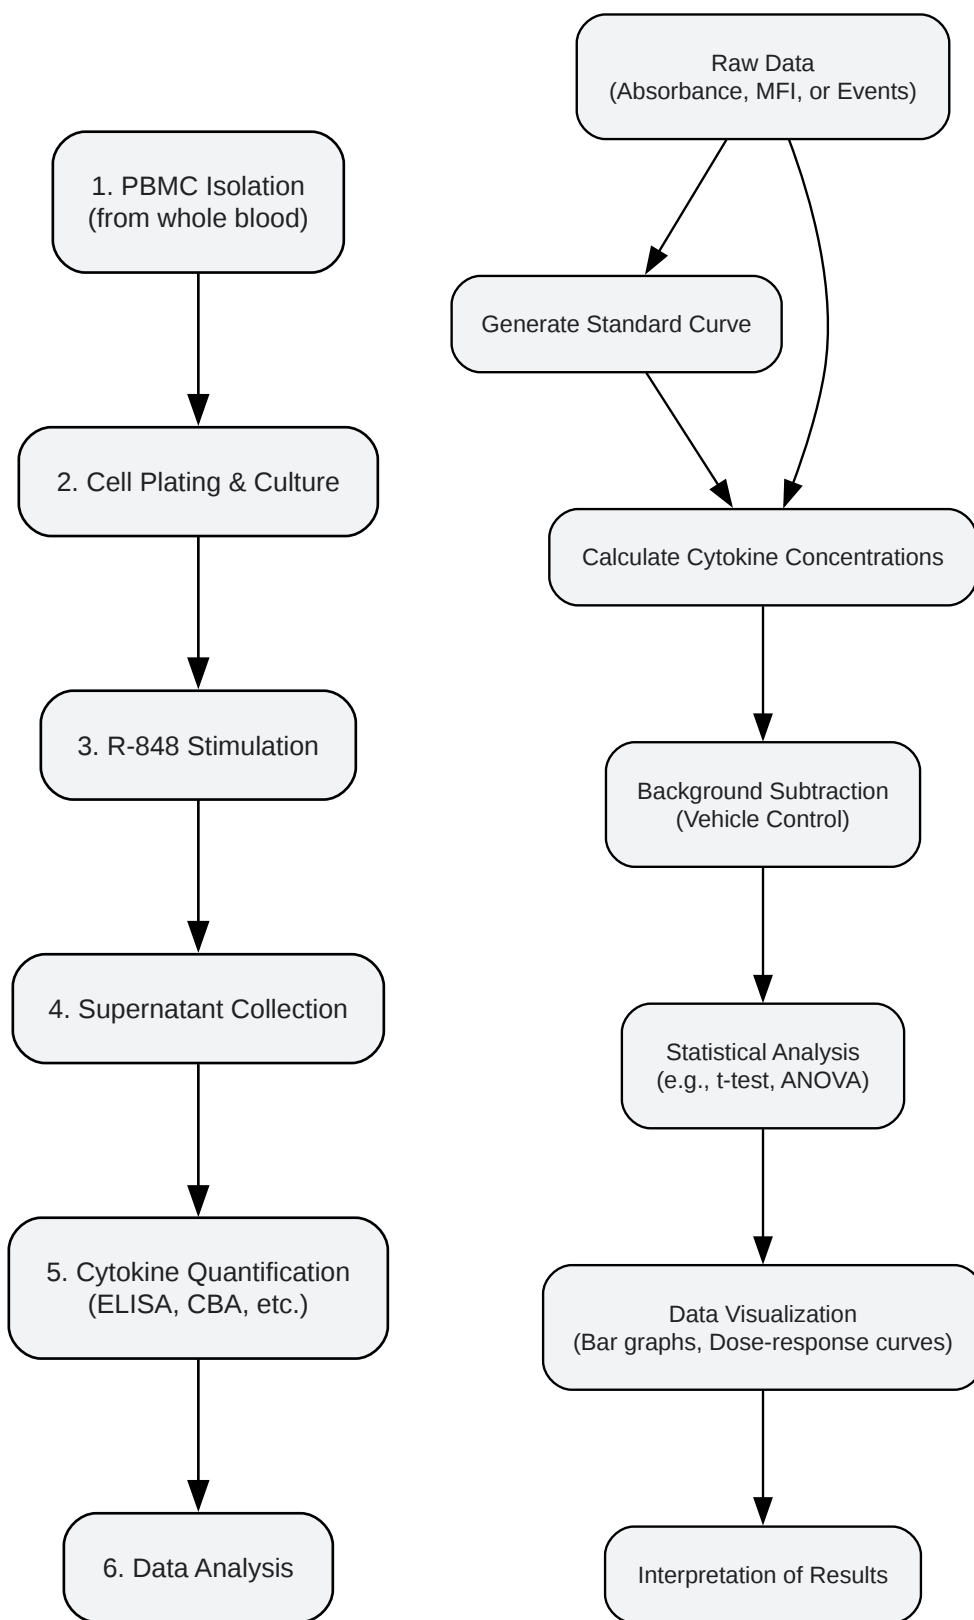 1. PBMC Isolation
(from whole blood)
2. Cell Plating & Culture
3. R-848 Stimulation
4. Supernatant Collection
5. Cytokine Quantification
(ELISA, CBA, etc.)
6. Data Analysis
Raw Data
(Absorbance, MFI, or Events)
Generate Standard Curve
Calculate Cytokine Concentrations
Background Subtraction
(Vehicle Control)
Statistical Analysis
(e.g., t-test, ANOVA)
Data Visualization
(Bar graphs, Dose-response curves)
Interpretation of Results